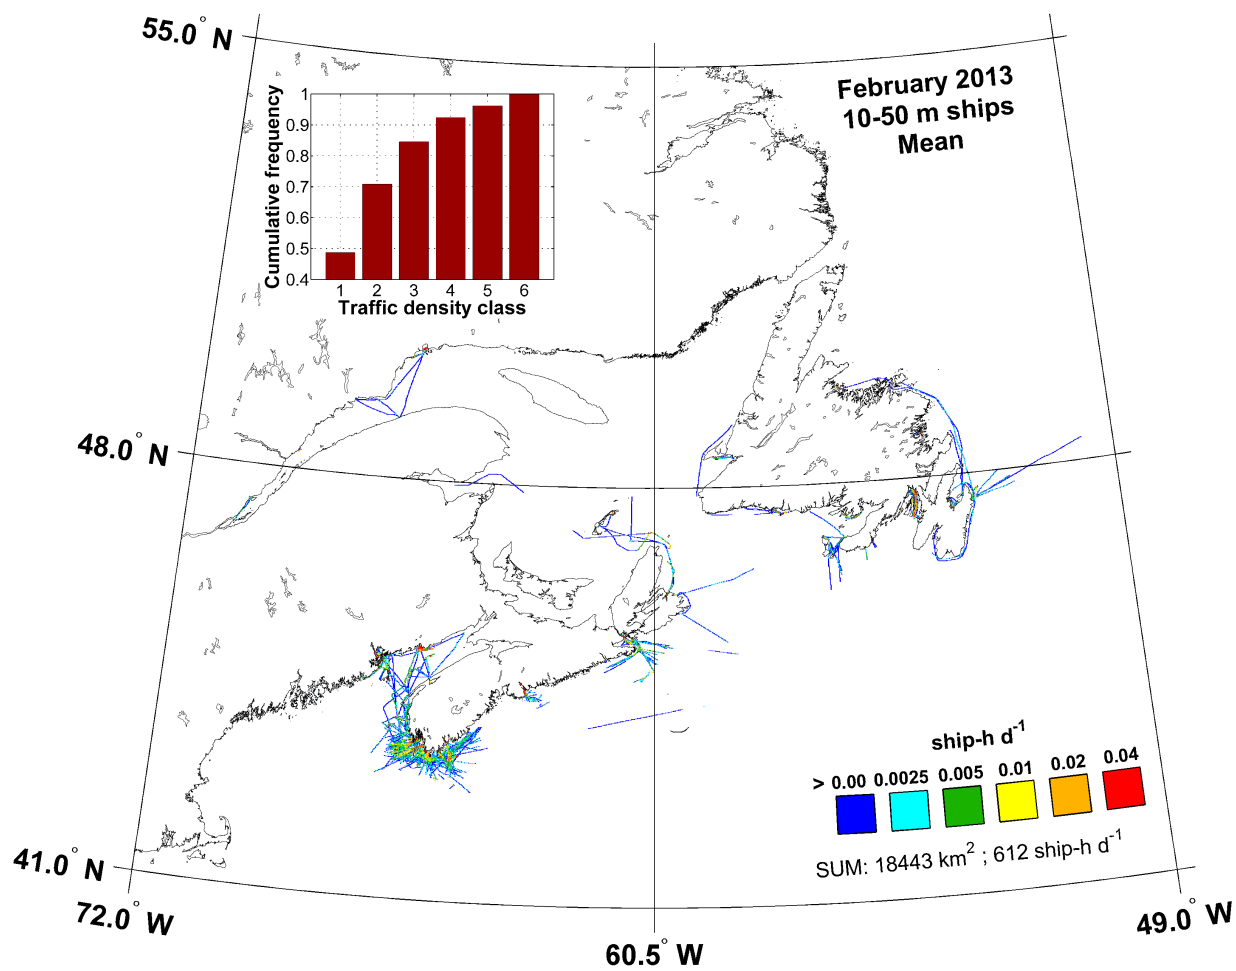 55.0° N
February 2013
10-50 m ships
Mean
Cumulative frequency
1
0.9
0.8
0.7
0.6
0.5
0.4
1 2 3 4 5 6
Traffic density class
48.0° N
ship-h d⁻¹
> 0.00 0.0025 0.005 0.01 0.02 0.04
SUM: 18443 km² ; 612 ship-h d⁻¹
41.0° N
72.0° W
60.5° W
49.0° W